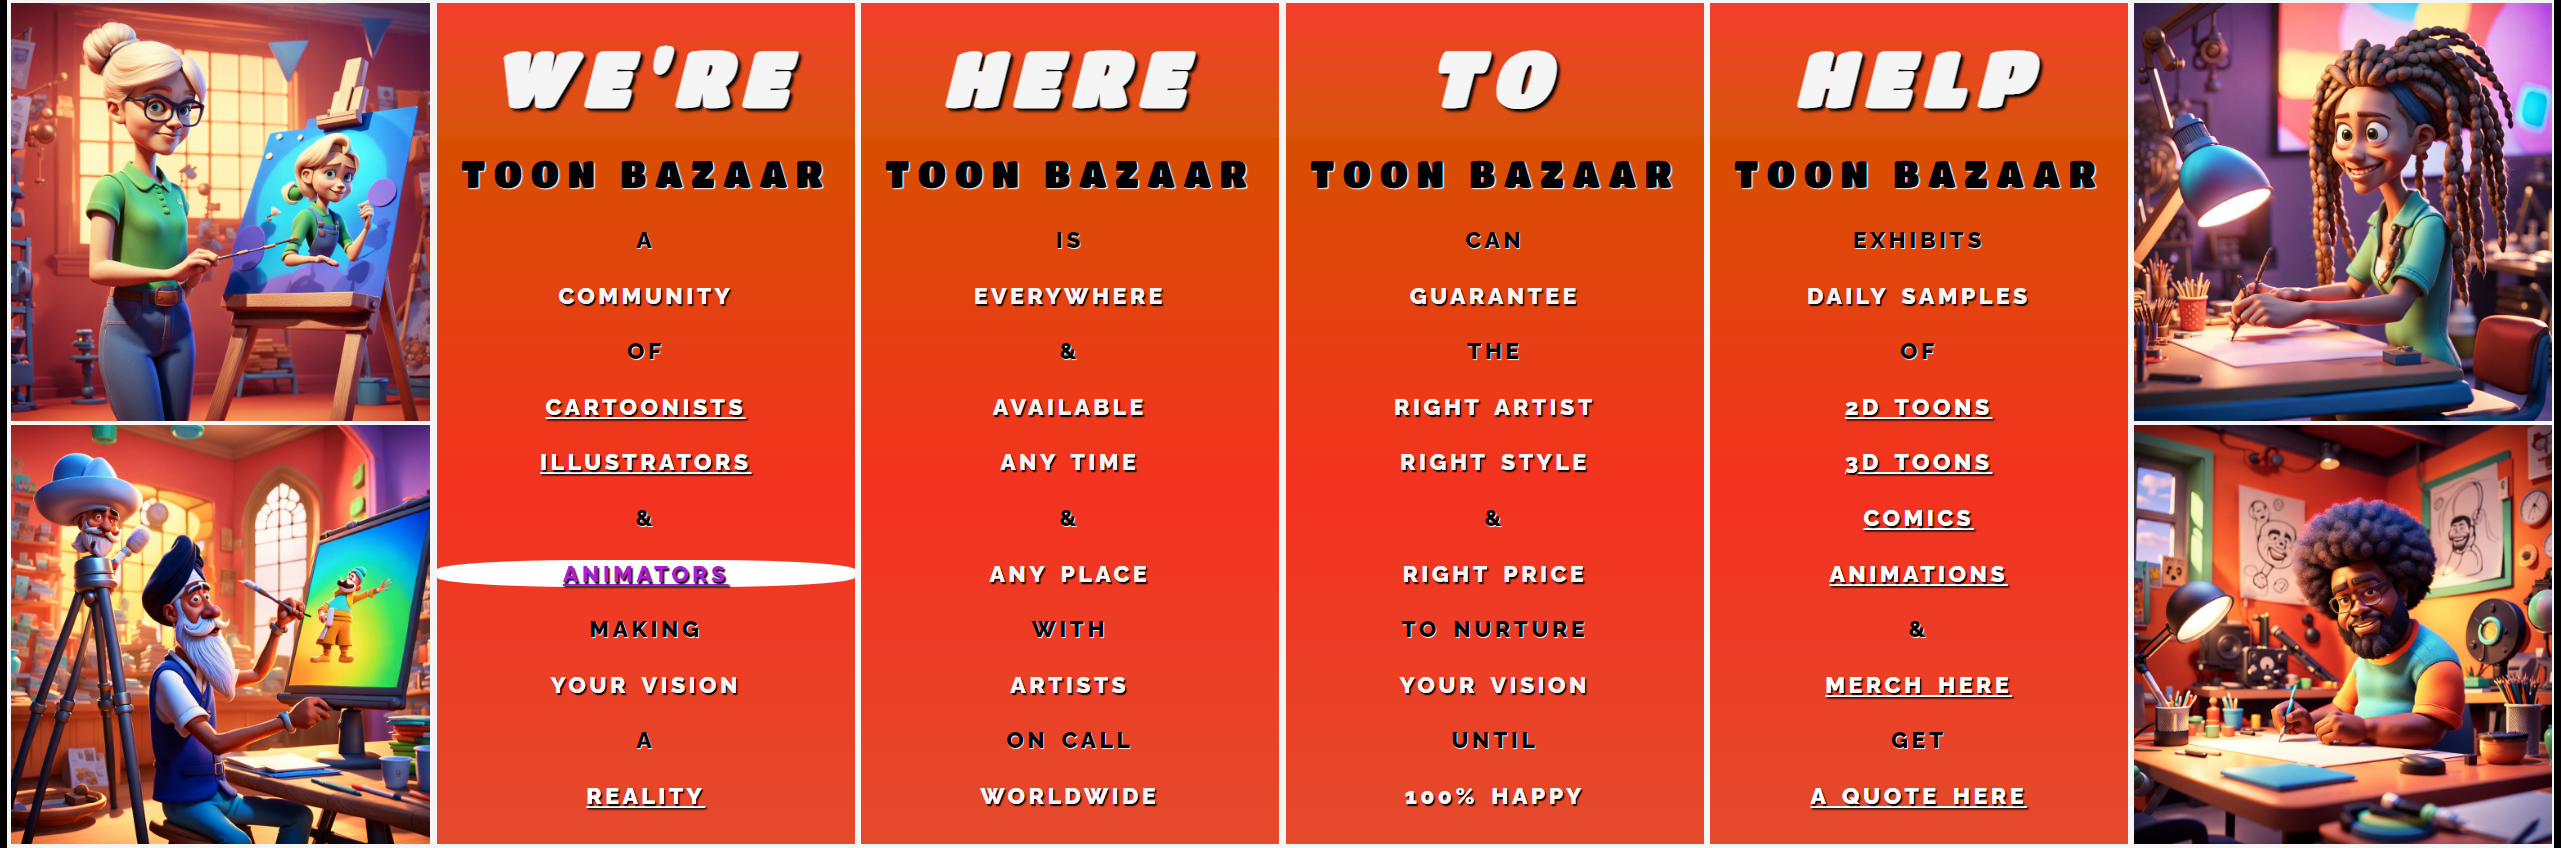 WE'RE
TOON BAZAAR
A
COMMUNITY
OF
CARTOONISTS
ILLUSTRATORS
&
ANIMATORS
MAKING
YOUR VISION
A
REALITY
HERE
TOON BAZAAR
IS
EVERYWHERE
&
AVAILABLE
ANY TIME
&
ANY PLACE
WITH
ARTISTS
ON CALL
WORLDWIDE
TO
TOON BAZAAR
CAN
GUARANTEE
THE
RIGHT ARTIST
RIGHT STYLE
&
RIGHT PRICE
TO NURTURE
YOUR VISION
UNTIL
100% HAPPY
HELP
TOON BAZAAR
EXHIBITS
DAILY SAMPLES
OF
2D TOONS
3D TOONS
COMICS
ANIMATIONS
&
MERCH HERE
GET
A QUOTE HERE